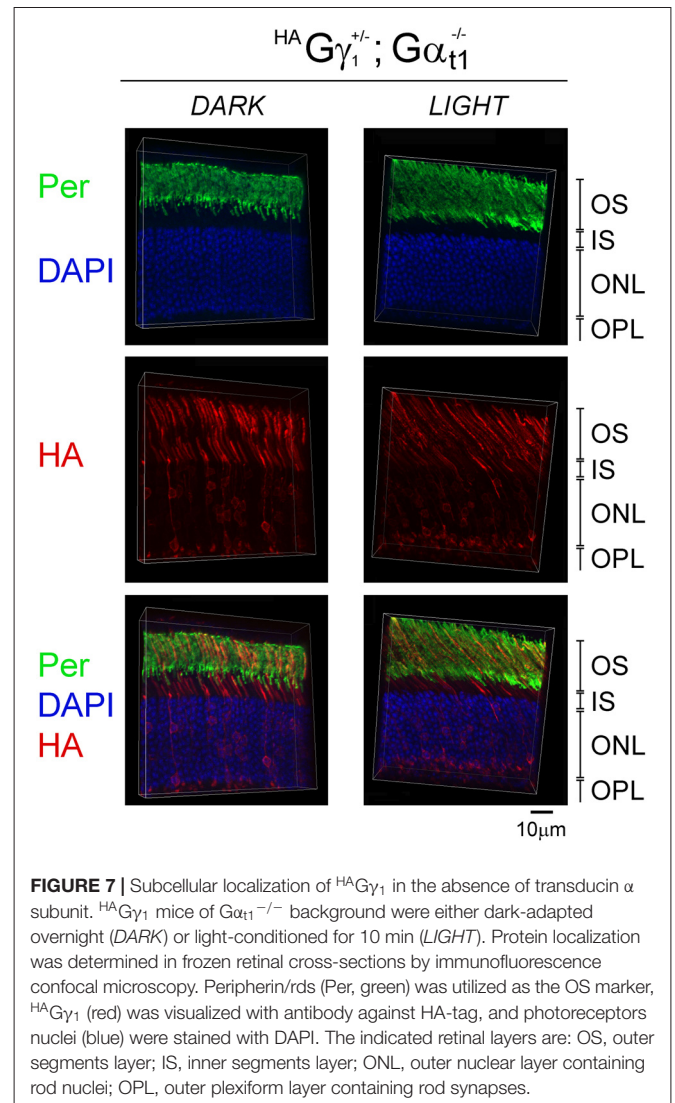 ᴴᴬGγ₁⁺/⁻; Gαₜ₁⁻/⁻
DARK LIGHT
Per
DAPI
OS
IS
ONL
OPL
HA
OS
IS
ONL
OPL
Per
DAPI
HA
OS
IS
ONL
OPL
10μm
FIGURE 7 | Subcellular localization of ᴴᴬGγ₁ in the absence of transducin α
subunit. ᴴᴬGγ₁ mice of Gαₜ₁⁻/⁻ background were either dark-adapted
overnight (DARK) or light-conditioned for 10 min (LIGHT). Protein localization
was determined in frozen retinal cross-sections by immunofluorescence
confocal microscopy. Peripherin/rds (Per, green) was utilized as the OS marker,
ᴴᴬGγ₁ (red) was visualized with antibody against HA-tag, and photoreceptors
nuclei (blue) were stained with DAPI. The indicated retinal layers are: OS, outer
segments layer; IS, inner segments layer; ONL, outer nuclear layer containing
rod nuclei; OPL, outer plexiform layer containing rod synapses.